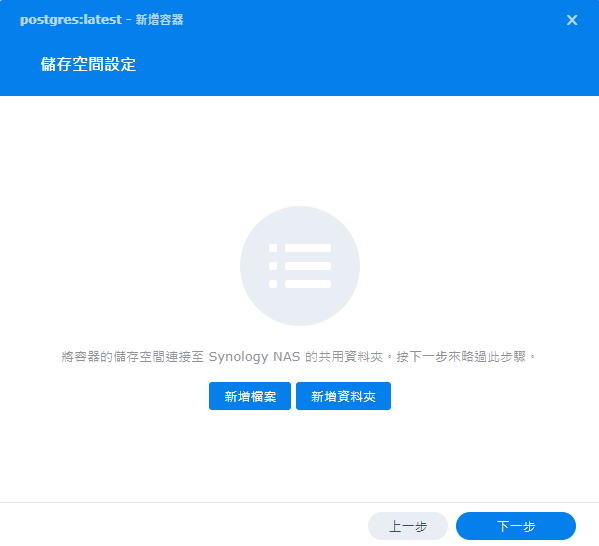 postgres:latest - 新增容器
儲存空間設定
將容器的儲存空間連接至 Synology NAS 的共用資料夾。按下一步來略過此步驟。
新增檔案 新增資料夾
上一步 下一步